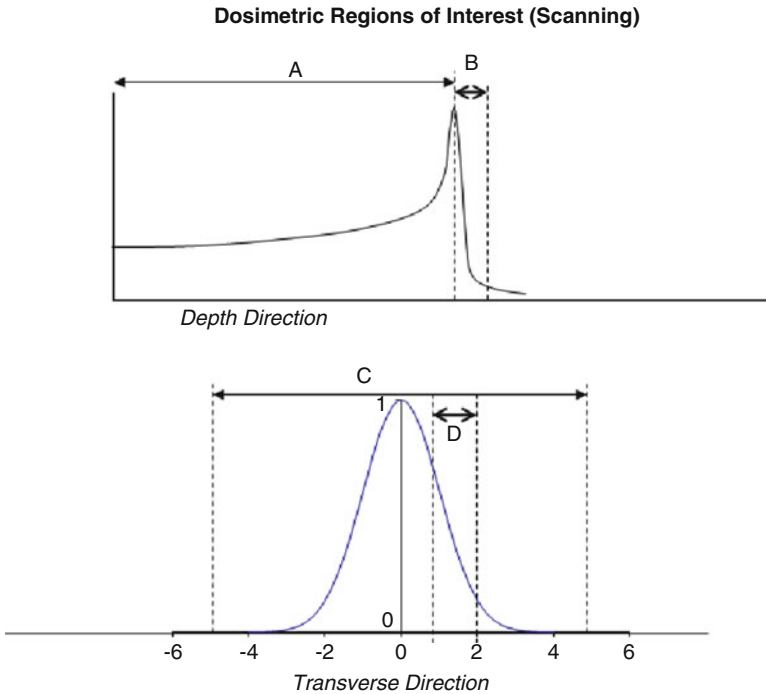 Dosimetric Regions of Interest (Scanning)
A
B
Depth Direction
C
1
D
0
-6 -4 -2 0 2 4 6
Transverse Direction